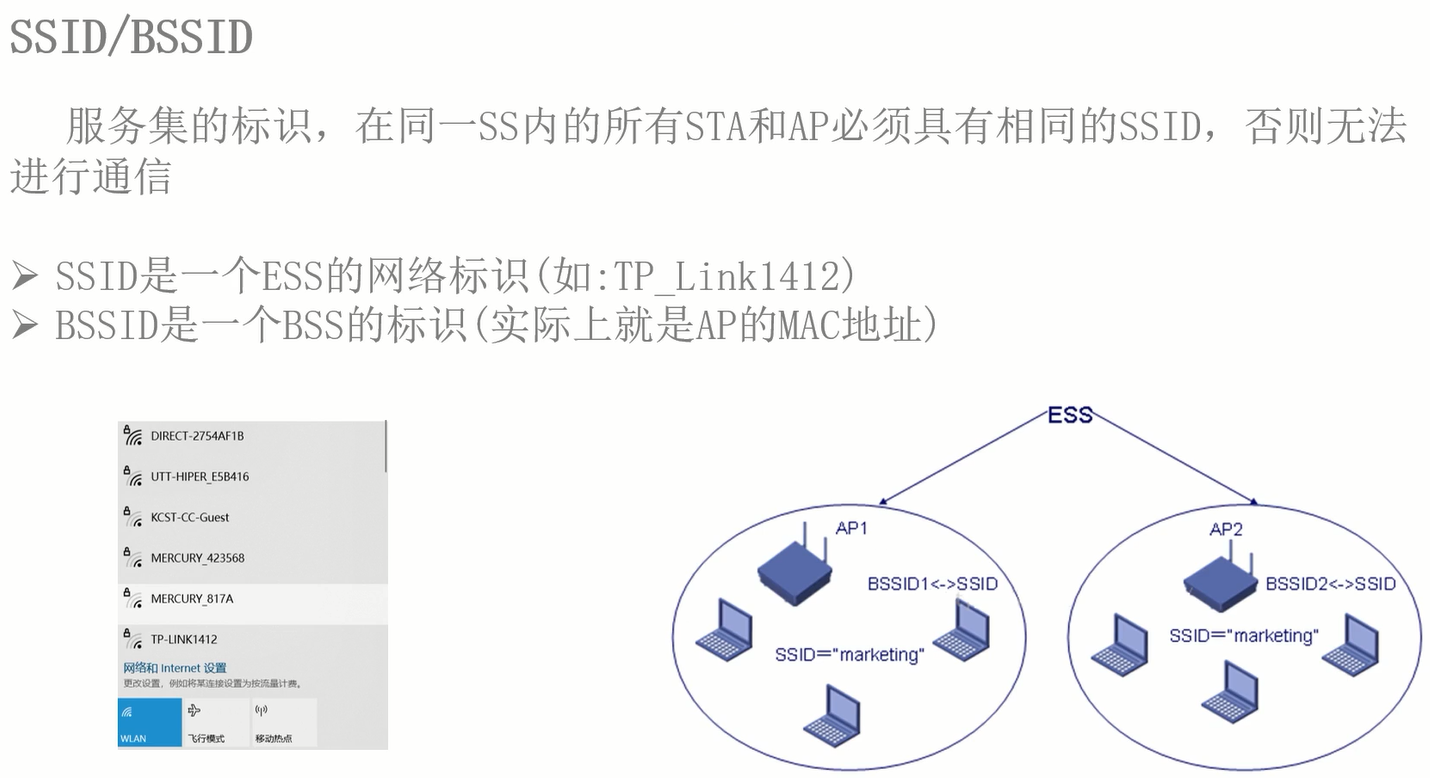 SSID/BSSID
服务集的标识，在同一SS内的所有STA和AP必须具有相同的SSID，否则无法
进行通信
➢ SSID是一个ESS的网络标识(如:TP_Link1412)
➢ BSSID是一个BSS的标识(实际上就是AP的MAC地址)
DIRECT-2754AF1B
UTT-HIPER_E5B416
KCST-CC-Guest
MERCURY_423568
MERCURY_817A
TP-LINK1412
网络和 Internet 设置
更改设置，例如将某连接设置为按流量计费。
WLAN
飞行模式
移动热点
ESS
AP1
BSSID1<->SSID
SSID="marketing"
AP2
BSSID2<->SSID
SSID="marketing"